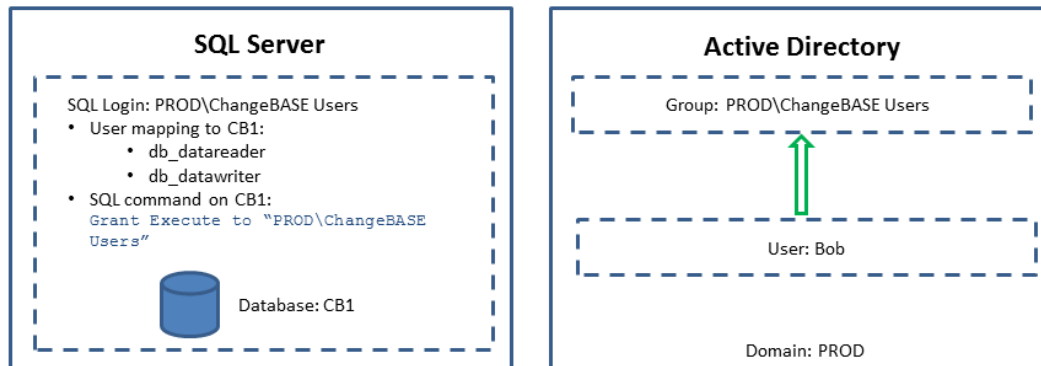 SQL Server
SQL Login: PROD\ChangeBASE Users
• User mapping to CB1:
• db_datareader
• db_datawriter
• SQL command on CB1:
Grant Execute to “PROD\ChangeBASE
Users”
Database: CB1
Active Directory
Group: PROD\ChangeBASE Users
User: Bob
Domain: PROD